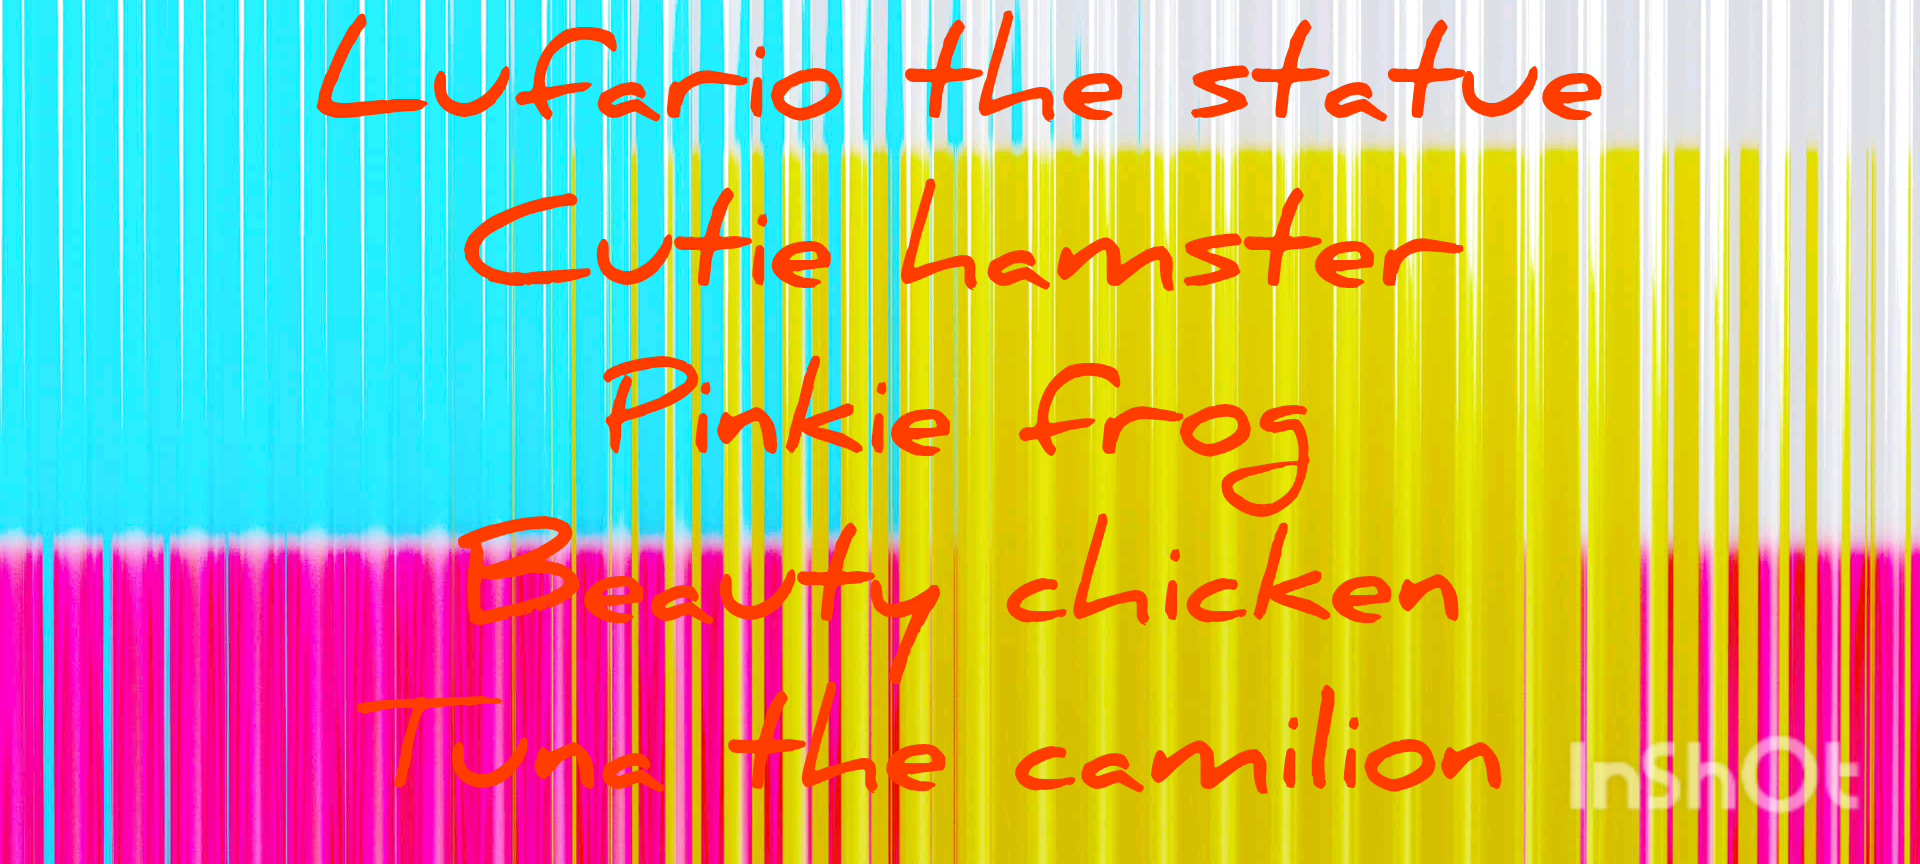 Lufario the statue
Cutie hamster
Pinkie frog
Beauty chicken
Tuna the camilion
InShOt